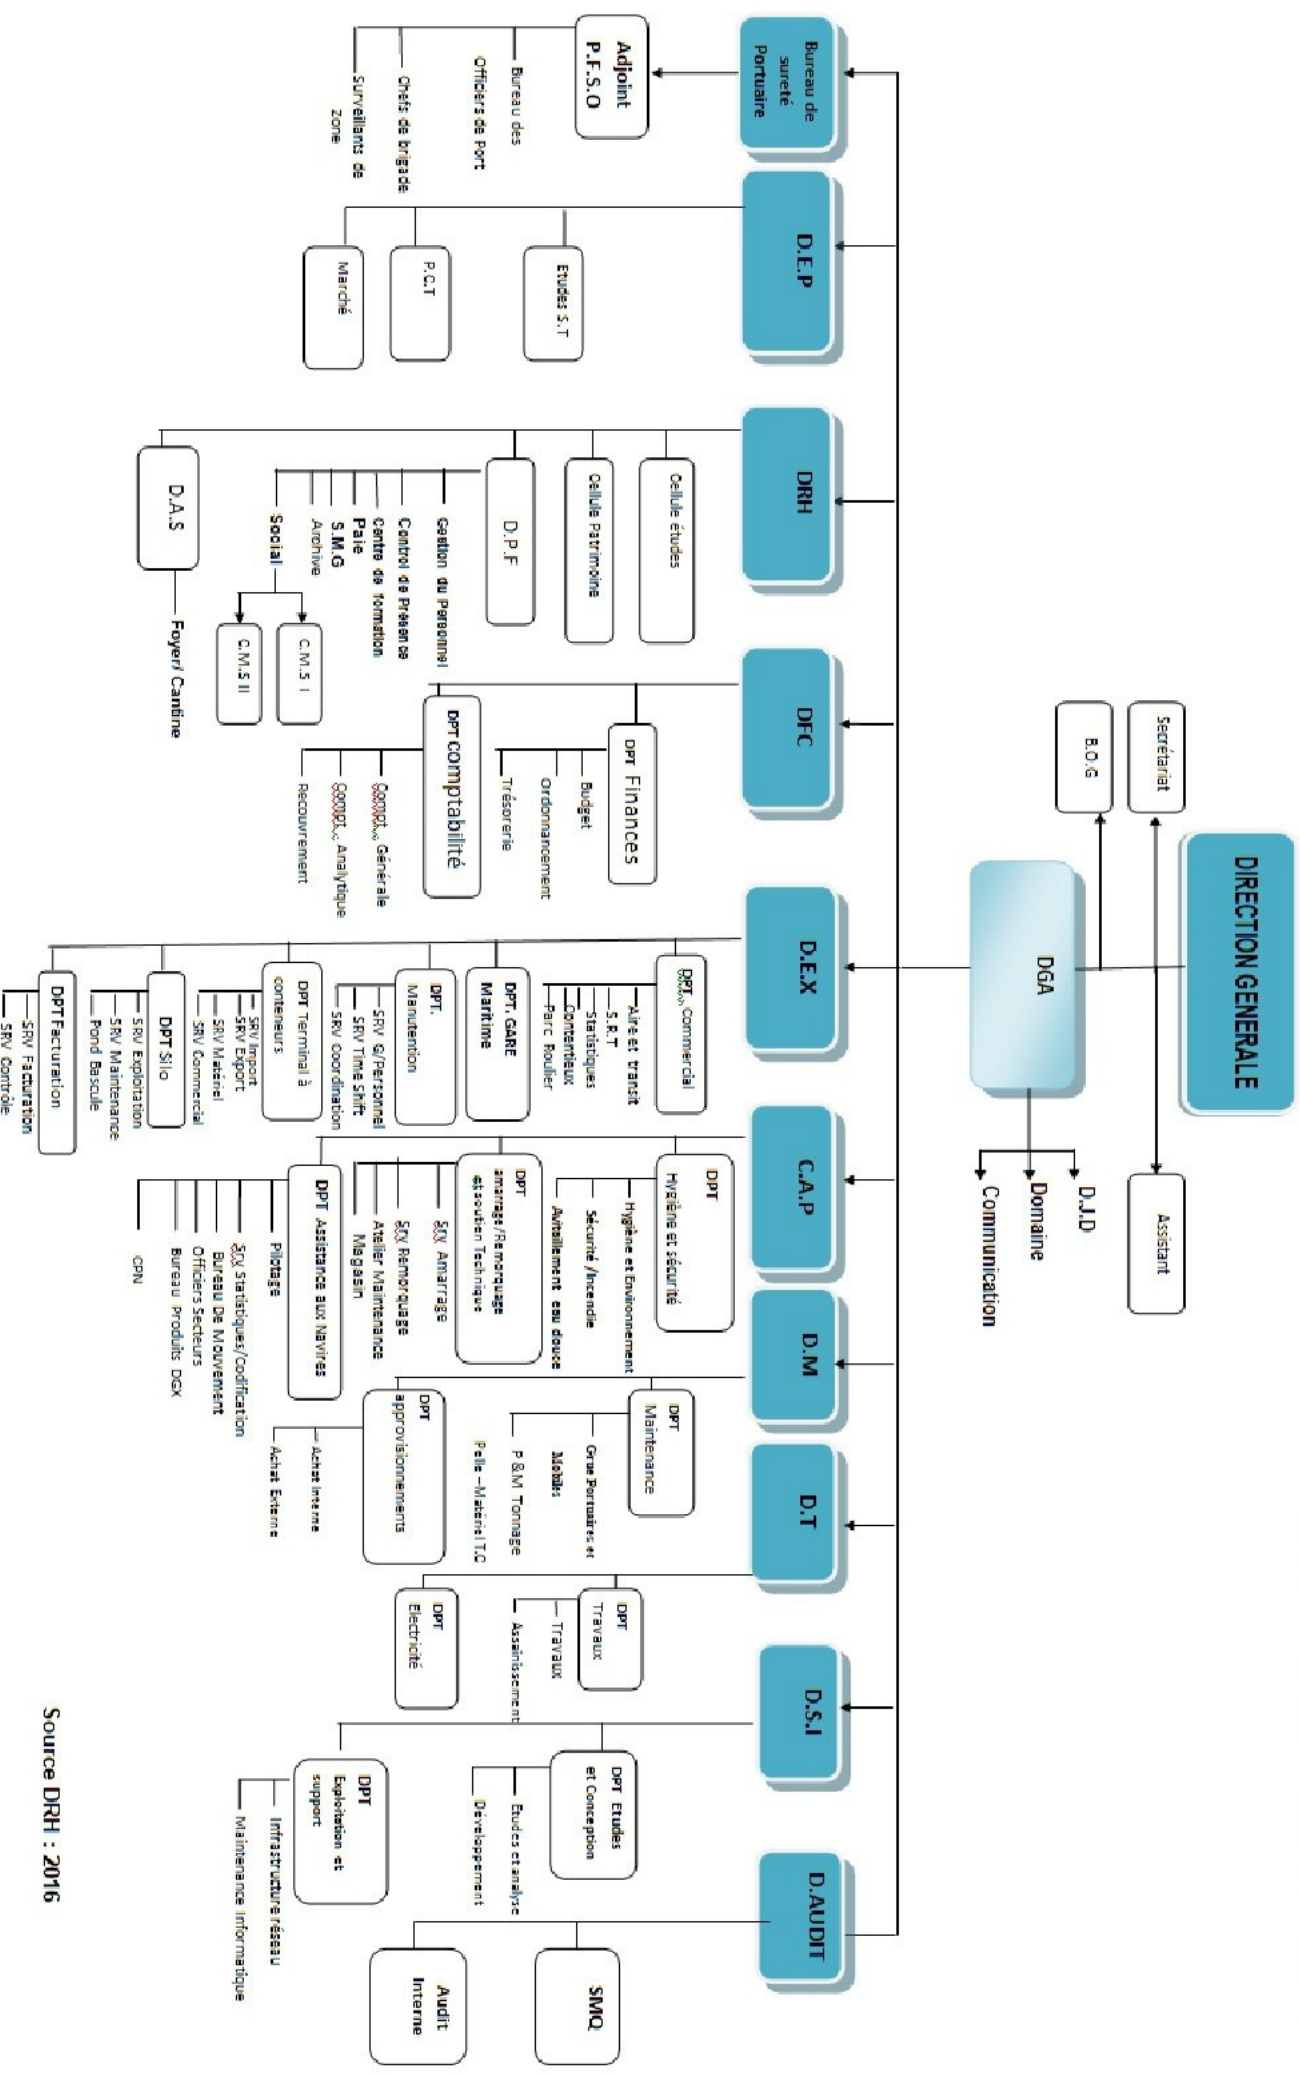 DIRECTION GENERALE
Secrétariat
Assistant
B.O.G
DGA
D.J.D
Domaine
Communication
Bureau de
sureté
Portuaire
D.E.P
DRH
DFC
D.E.X
C.A.P
D.M
D.T
D.S.I
D.AUDIT
Adjoint
P.F.S.O
Bureau des
Officiers de Port
Chefs de brigade
Surveillants de
Zone
Etudes S.T
P.C.T
Marché
Cellule études
Cellule Patrimoine
D.P.F
Gestion du Personnel
Control de Présence
Centre de formation
Paie
S.M.G
Archive
Social
C.M.S I
C.M.S II
D.A.S
Foyer/ Cantine
DPT Finances
Budget
Ordonnancement
Trésorerie
DPT Comptabilité
Compt. Générale
Compt. Analytique
Recouvrement
DPT. Commercial
Aire et transit
S.R.T
Statistiques
Contentieux
Parc Roulier
DPT. GARE
Maritime
DPT.
Manutention
SRV G/Personnel
SRV Time Shift
SRV Coordination
DPT Terminal à
conteneurs
SRV Import
SRV Export
SRV Matériel
SRV Commercial
DPT Silo
SRV Exploitation
SRV Maintenance
Pond Bascule
DPT Facturation
SRV Facturation
SRV Contrôle
DPT
Hygiène et sécurité
Hygiène et Environnement
Sécurité /Incendie
Avitaillement eau douce
DPT
amarrage/Remorquage
et soutien Technique
Srv Amarrage
Srv Remorquage
Atelier Maintenance
Magasin
DPT Assistance aux Navires
Pilotage
Srv Statistiques/Codification
Bureau De Mouvement
Officiers Secteurs
Bureau Produits DGX
CPN
DPT
Maintenance
Grue Portuaires et
Mobiles
P &M Tonnage
Pelle –Matériel T.C
DPT
approvisionnements
Achat Interne
Achat Externe
DPT
Travaux
Travaux
Assainissement
DPT
Electricité
DPT Etudes
et Conception
Etudes et analyse
Développement
DPT
Exploitation et
support
Infrastructure réseau
Maintenance Informatique
SMQ
Audit
Interne
Source DRH : 2016